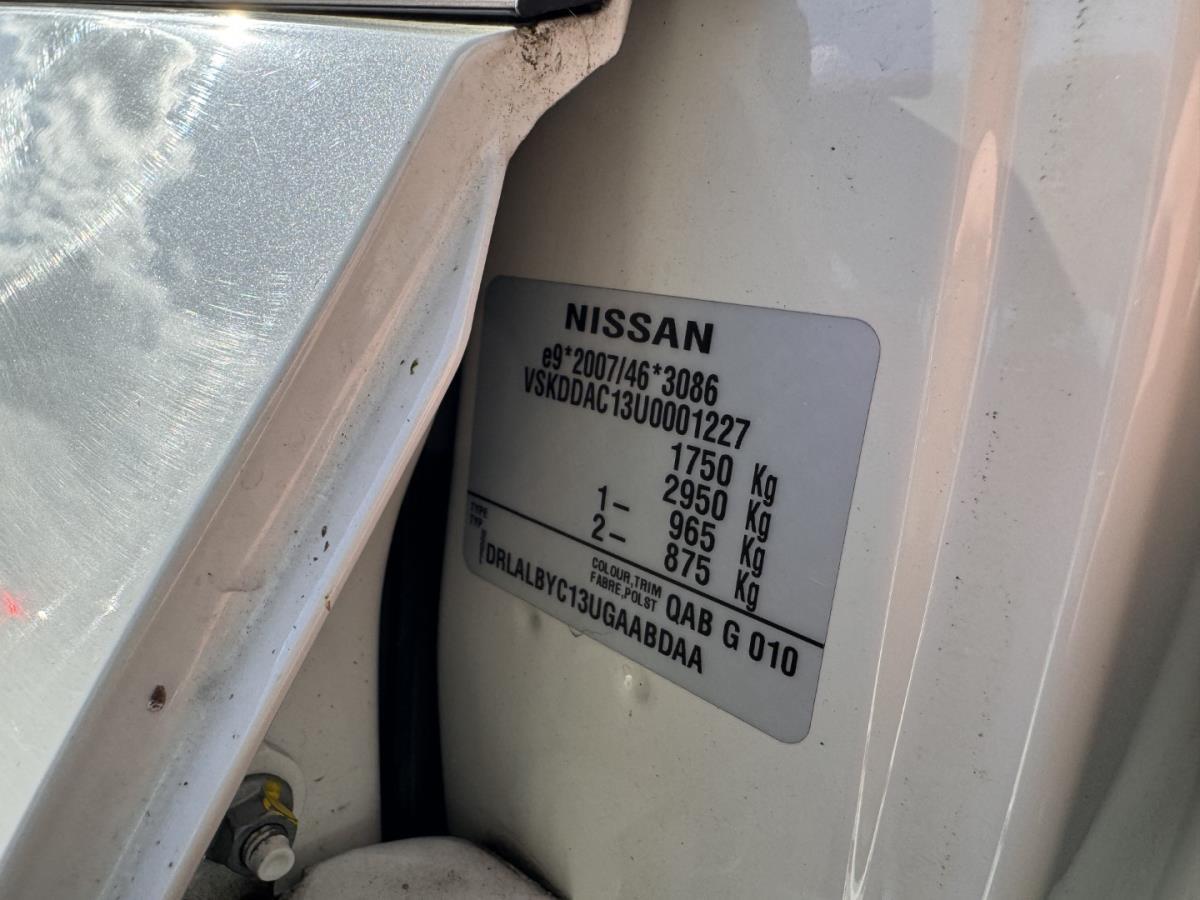 NISSAN
e9*2007/46*3086
VSKDDAC13U0001227
1750 Kg
2950 Kg
1– 965 Kg
2– 875 Kg
TYPE
TYP
COLOUR,TRIM
FABRE,POLST
QAB G 010
DRLALBYC13UGAABDAA